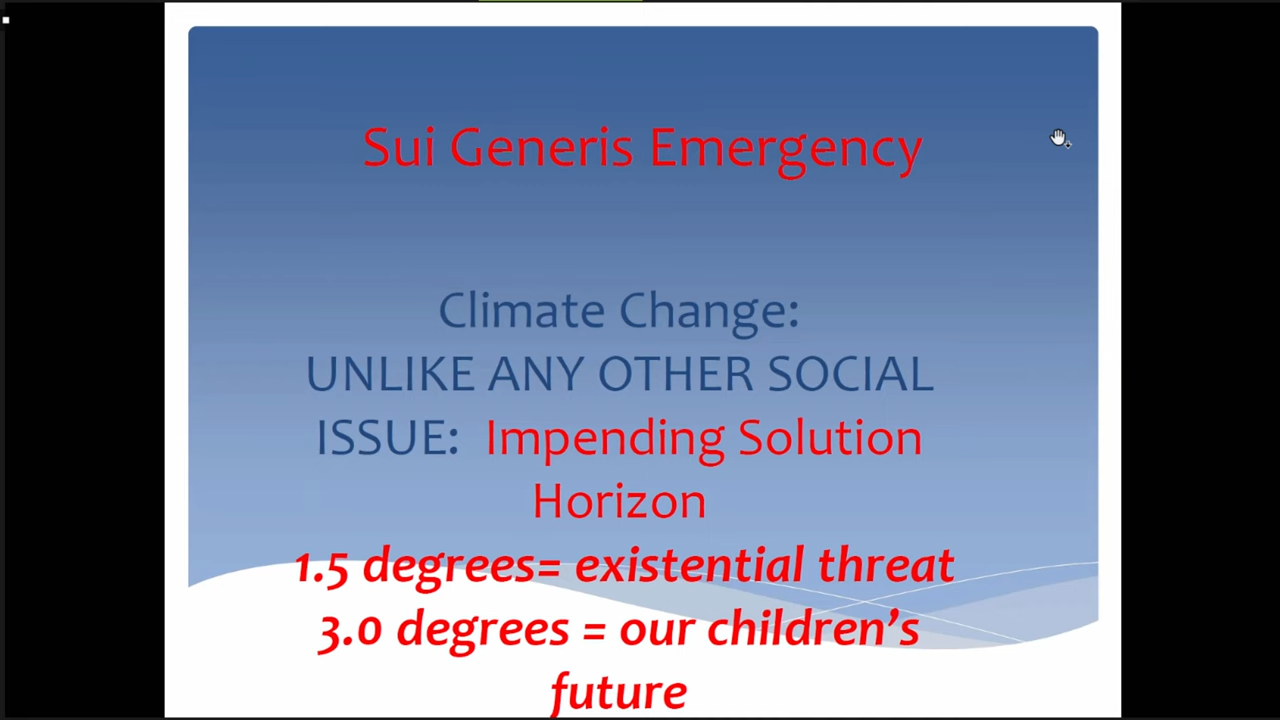 Sui Generis Emergency
Climate Change:
UNLIKE ANY OTHER SOCIAL
ISSUE: Impending Solution
Horizon
1.5 degrees= existential threat
3.0 degrees = our children’s
future